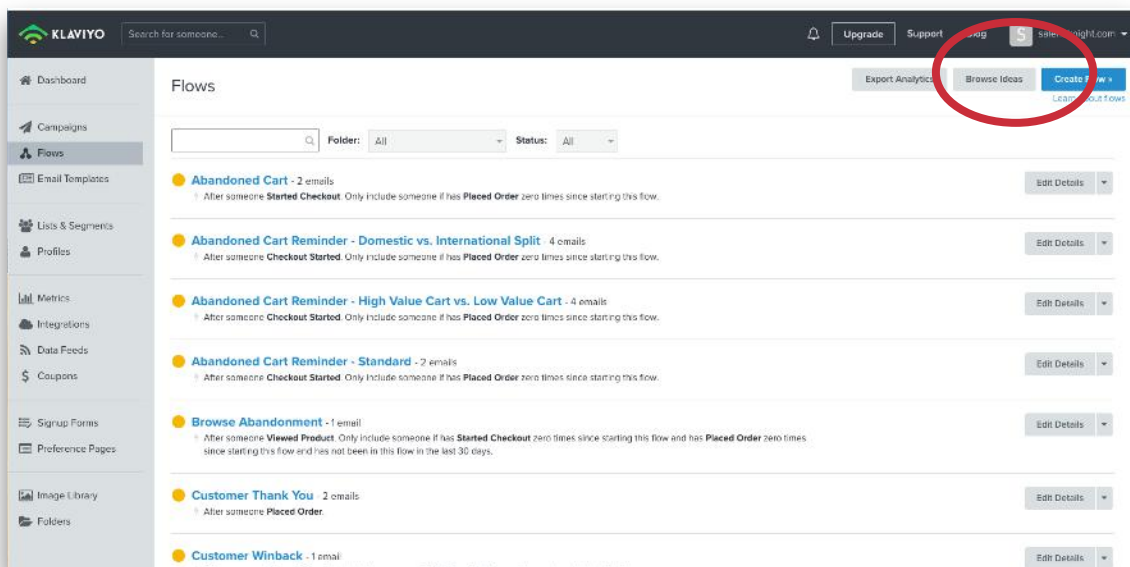 KLAVIYO Search for someone... Upgrade Support
Dashboard
Campaigns
Flows
Email Templates
Lists & Segments
Profiles
Metrics
Integrations
Data Feeds
Coupons
Signup Forms
Preference Pages
Image Library
Folders
Flows Export Analytics Browse Ideas Create Flow »
Learn about flows
Folder: All Status: All
Abandoned Cart - 2 emails Edit Details
After someone Started Checkout. Only include someone if has Placed Order zero times since starting this flow.
Abandoned Cart Reminder - Domestic vs. International Split - 4 emails Edit Details
After someone Checkout Started. Only include someone if has Placed Order zero times since starting this flow.
Abandoned Cart Reminder - High Value Cart vs. Low Value Cart - 4 emails Edit Details
After someone Checkout Started. Only include someone if has Placed Order zero times since starting this flow.
Abandoned Cart Reminder - Standard - 2 emails Edit Details
After someone Checkout Started. Only include someone if has Placed Order zero times since starting this flow.
Browse Abandonment - 1 email Edit Details
After someone Viewed Product. Only include someone if has Started Checkout zero times since starting this flow and has Placed Order zero times
since starting this flow and has not been in this flow in the last 30 days.
Customer Thank You - 2 emails Edit Details
After someone Placed Order.
Customer Winback - 1 email Edit Details